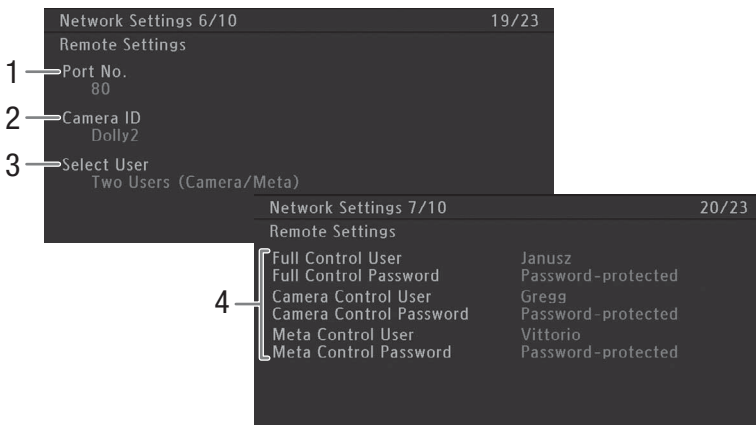 Network Settings 6/10 19/23
Remote Settings
1 Port No.
80
2 Camera ID
Dolly2
3 Select User
Two Users (Camera/Meta)
Network Settings 7/10 20/23
Remote Settings
4
Full Control User Janusz
Full Control Password Password-protected
Camera Control User Gregg
Camera Control Password Password-protected
Meta Control User Vittorio
Meta Control Password Password-protected